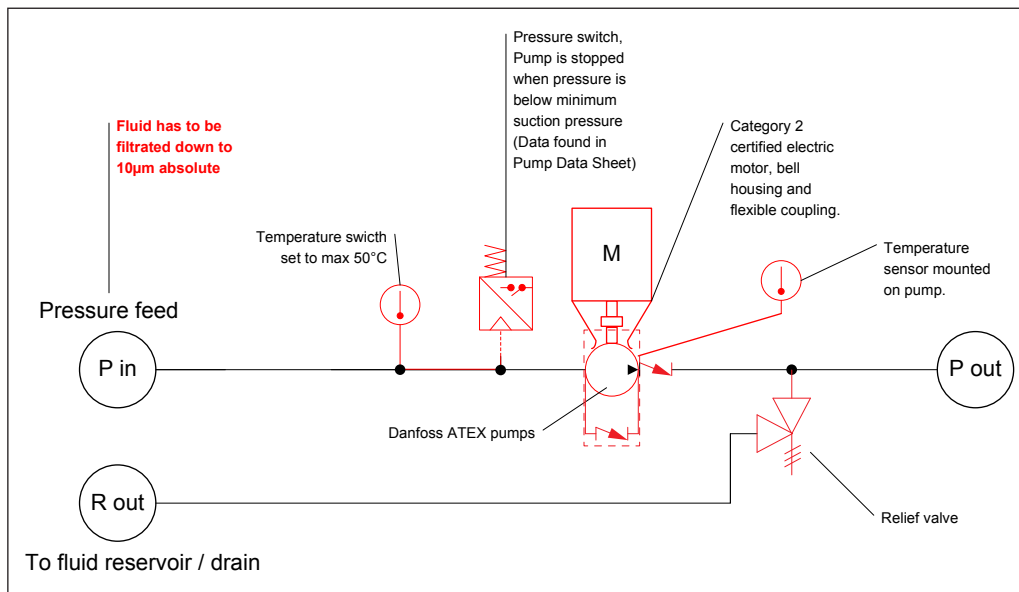 Pressure switch,
Pump is stopped
when pressure is
below minimum
suction pressure
(Data found in
Pump Data Sheet)
Fluid has to be
filtrated down to
10µm absolute
Category 2
certified electric
motor, bell
housing and
flexible coupling.
Temperature swicth
set to max 50°C
M
Temperature
sensor mounted
on pump.
Pressure feed
P in
P out
Danfoss ATEX pumps
R out
Relief valve
To fluid reservoir / drain